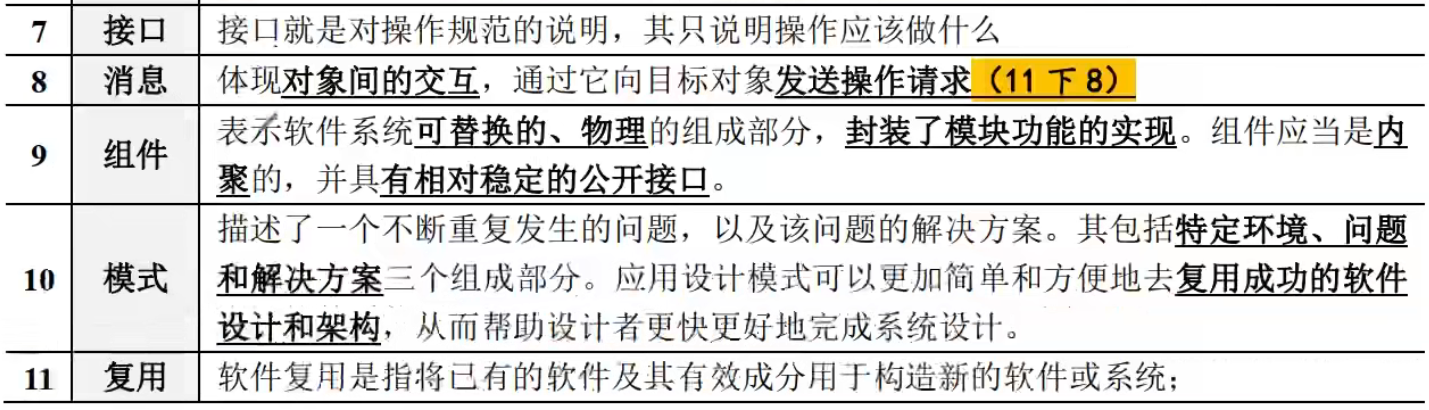 7 接口 接口就是对操作规范的说明，其只说明操作应该做什么
8 消息 体现对象间的交互，通过它向目标对象发送操作请求（11 下 8）
9 组件 表示软件系统可替换的、物理的组成部分，封装了模块功能的实现。组件应当是内
聚的，并具有相对稳定的公开接口。
10 模式 描述了一个不断重复发生的问题，以及该问题的解决方案。其包括特定环境、问题
和解决方案三个组成部分。应用设计模式可以更加简单和方便地去复用成功的软件
设计和架构，从而帮助设计者更快更好地完成系统设计。
11 复用 软件复用是指将已有的软件及其有效成分用于构造新的软件或系统；